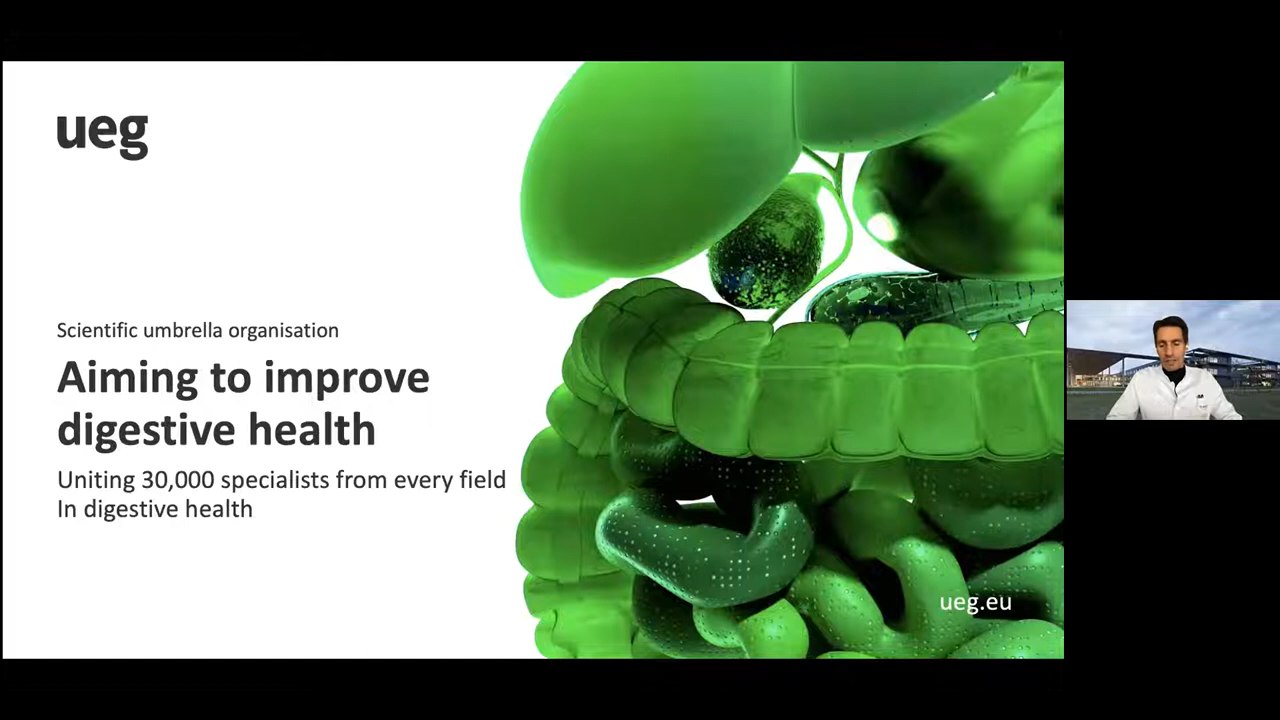 ueg
Scientific umbrella organisation
Aiming to improve
digestive health
Uniting 30,000 specialists from every field
In digestive health
ueg.eu